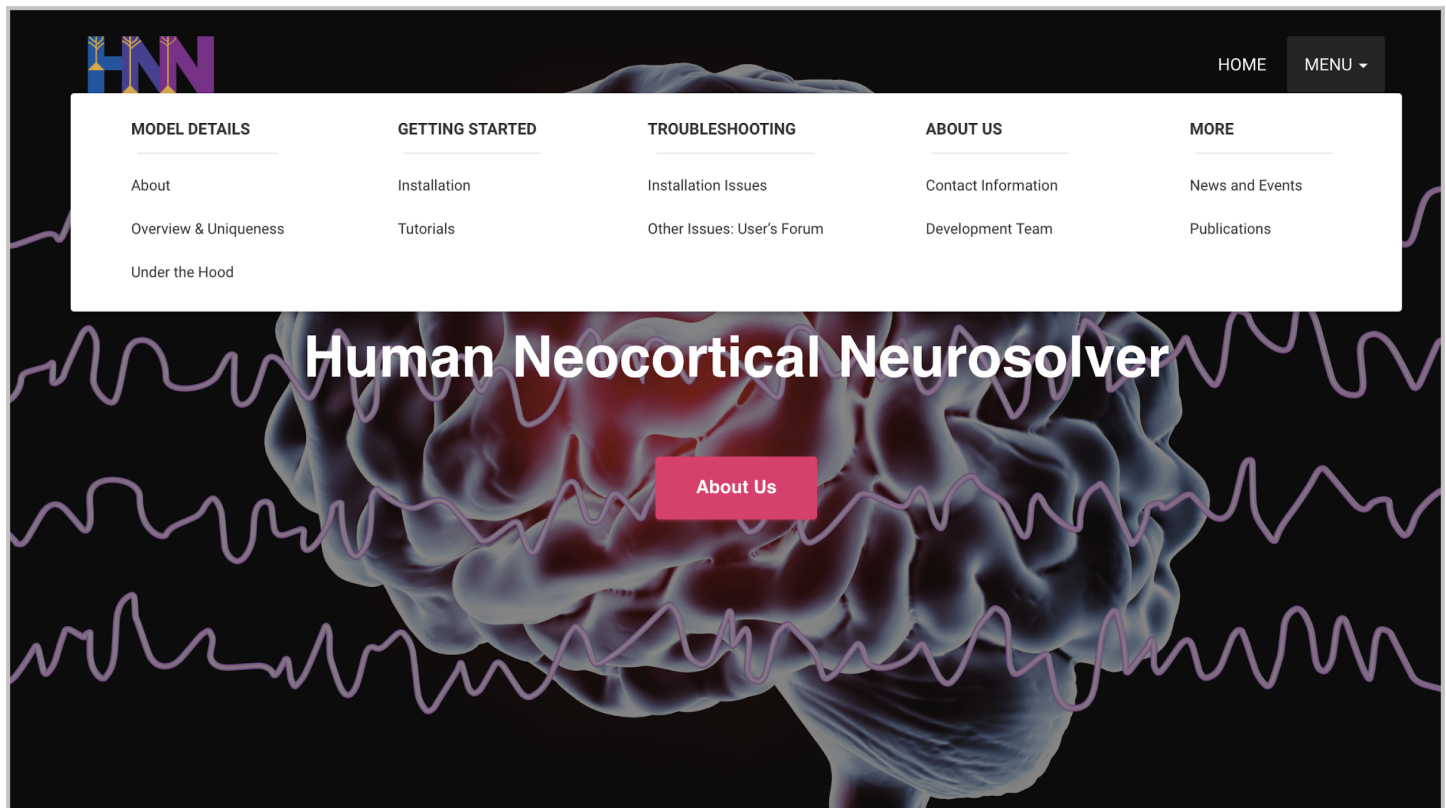 HNN
HOME
MENU
MODEL DETAILS
About
Overview & Uniqueness
Under the Hood
GETTING STARTED
Installation
Tutorials
TROUBLESHOOTING
Installation Issues
Other Issues: User's Forum
ABOUT US
Contact Information
Development Team
MORE
News and Events
Publications
Human Neocortical Neurosolver
About Us